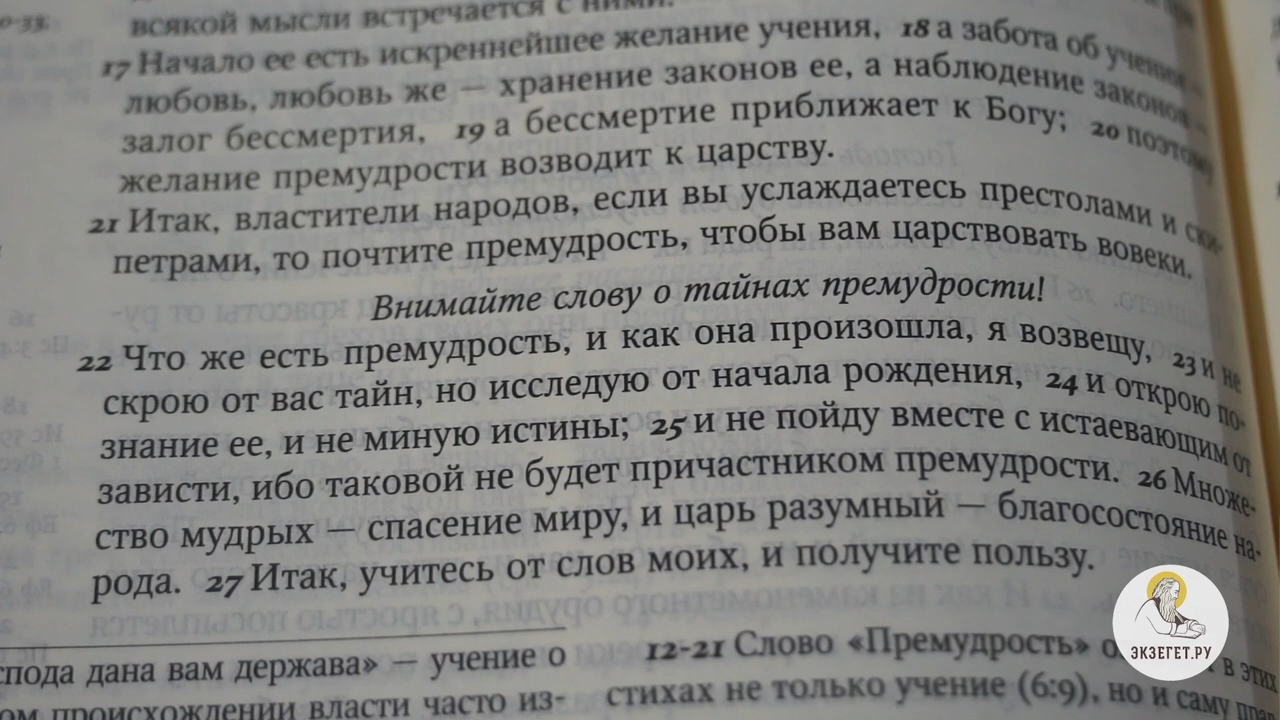 всякой мысли встречается с ними.
17 Начало ее есть искреннейшее желание учения, 18 а забота об учении –
любовь, любовь же — хранение законов ее, а наблюдение законов –
залог бессмертия, 19 а бессмертие приближает к Богу; 20 поэтому
желание премудрости возводит к царству.
21 Итак, властители народов, если вы услаждаетесь престолами и ски-
петрами, то почтите премудрость, чтобы вам царствовать вовеки.
Внимайте слову о тайнах премудрости!
22 Что же есть премудрость, и как она произошла, я возвещу, 23 и не
скрою от вас тайн, но исследую от начала рождения, 24 и открою по-
знание ее, и не миную истины; 25 и не пойду вместе с истаевающим от
зависти, ибо таковой не будет причастником премудрости. 26 Множе-
ство мудрых — спасение миру, и царь разумный — благосостояние на-
рода. 27 Итак, учитесь от слов моих, и получите пользу.
спода дана вам держава» — учение о
ом происхождении власти часто из-
12-21 Слово «Премудрость» в этих
стихах не только учение (6:9), но и саму
ЭКЗЕГЕТ.РУ